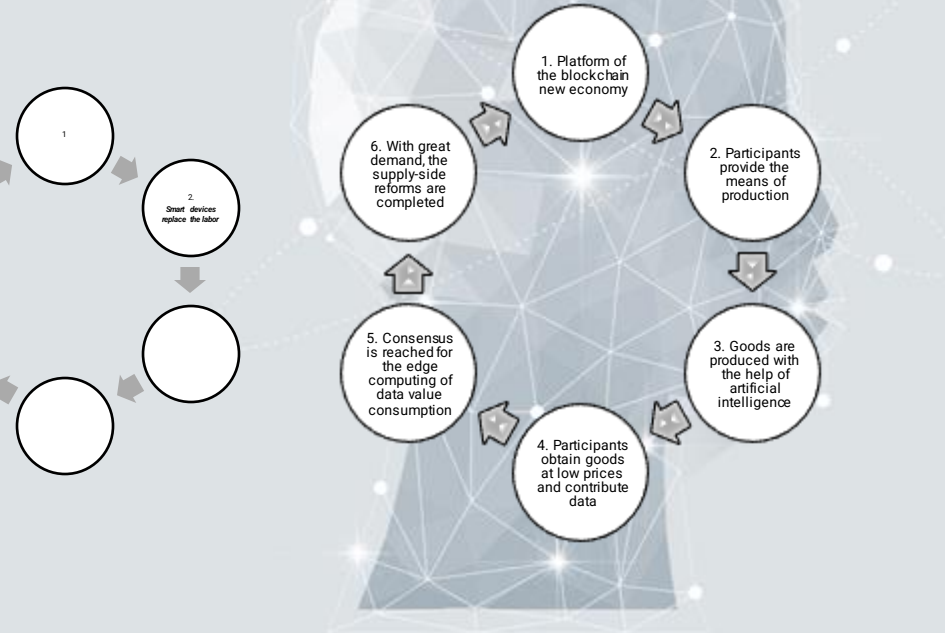 1
2.
Smart devices
replace the labor
1. Platform of
the blockchain
new economy
2. Participants
provide the
means of
production
3. Goods are
produced with
the help of
artificial
intelligence
4. Participants
obtain goods
at low prices
and contribute
data
5. Consensus
is reached for
the edge
computing of
data value
consumption
6. With great
demand, the
supply-side
reforms are
completed